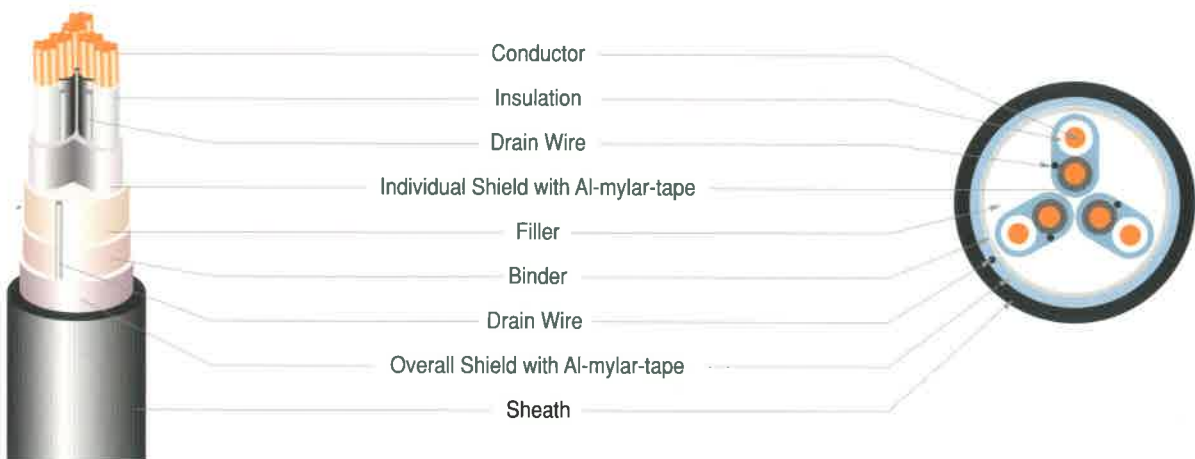 Conductor
Insulation
Drain Wire
Individual Shield with Al-mylar-tape
Filler
Binder
Drain Wire
Overall Shield with Al-mylar-tape
Sheath